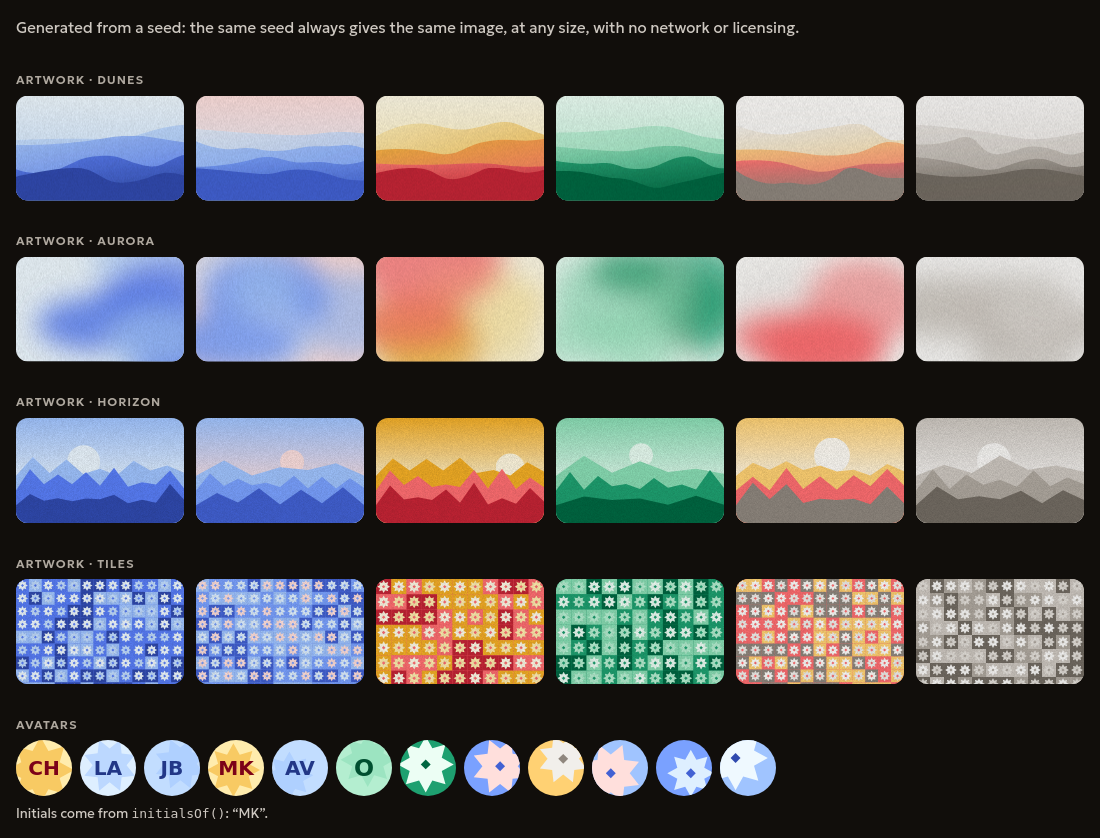 Generated from a seed: the same seed always gives the same image, at any size, with no network or licensing.
ARTWORK · DUNES
ARTWORK · AURORA
ARTWORK · HORIZON
ARTWORK · TILES
AVATARS
CH LA JB MK AV O
Initials come from initialsOf(): “MK”.